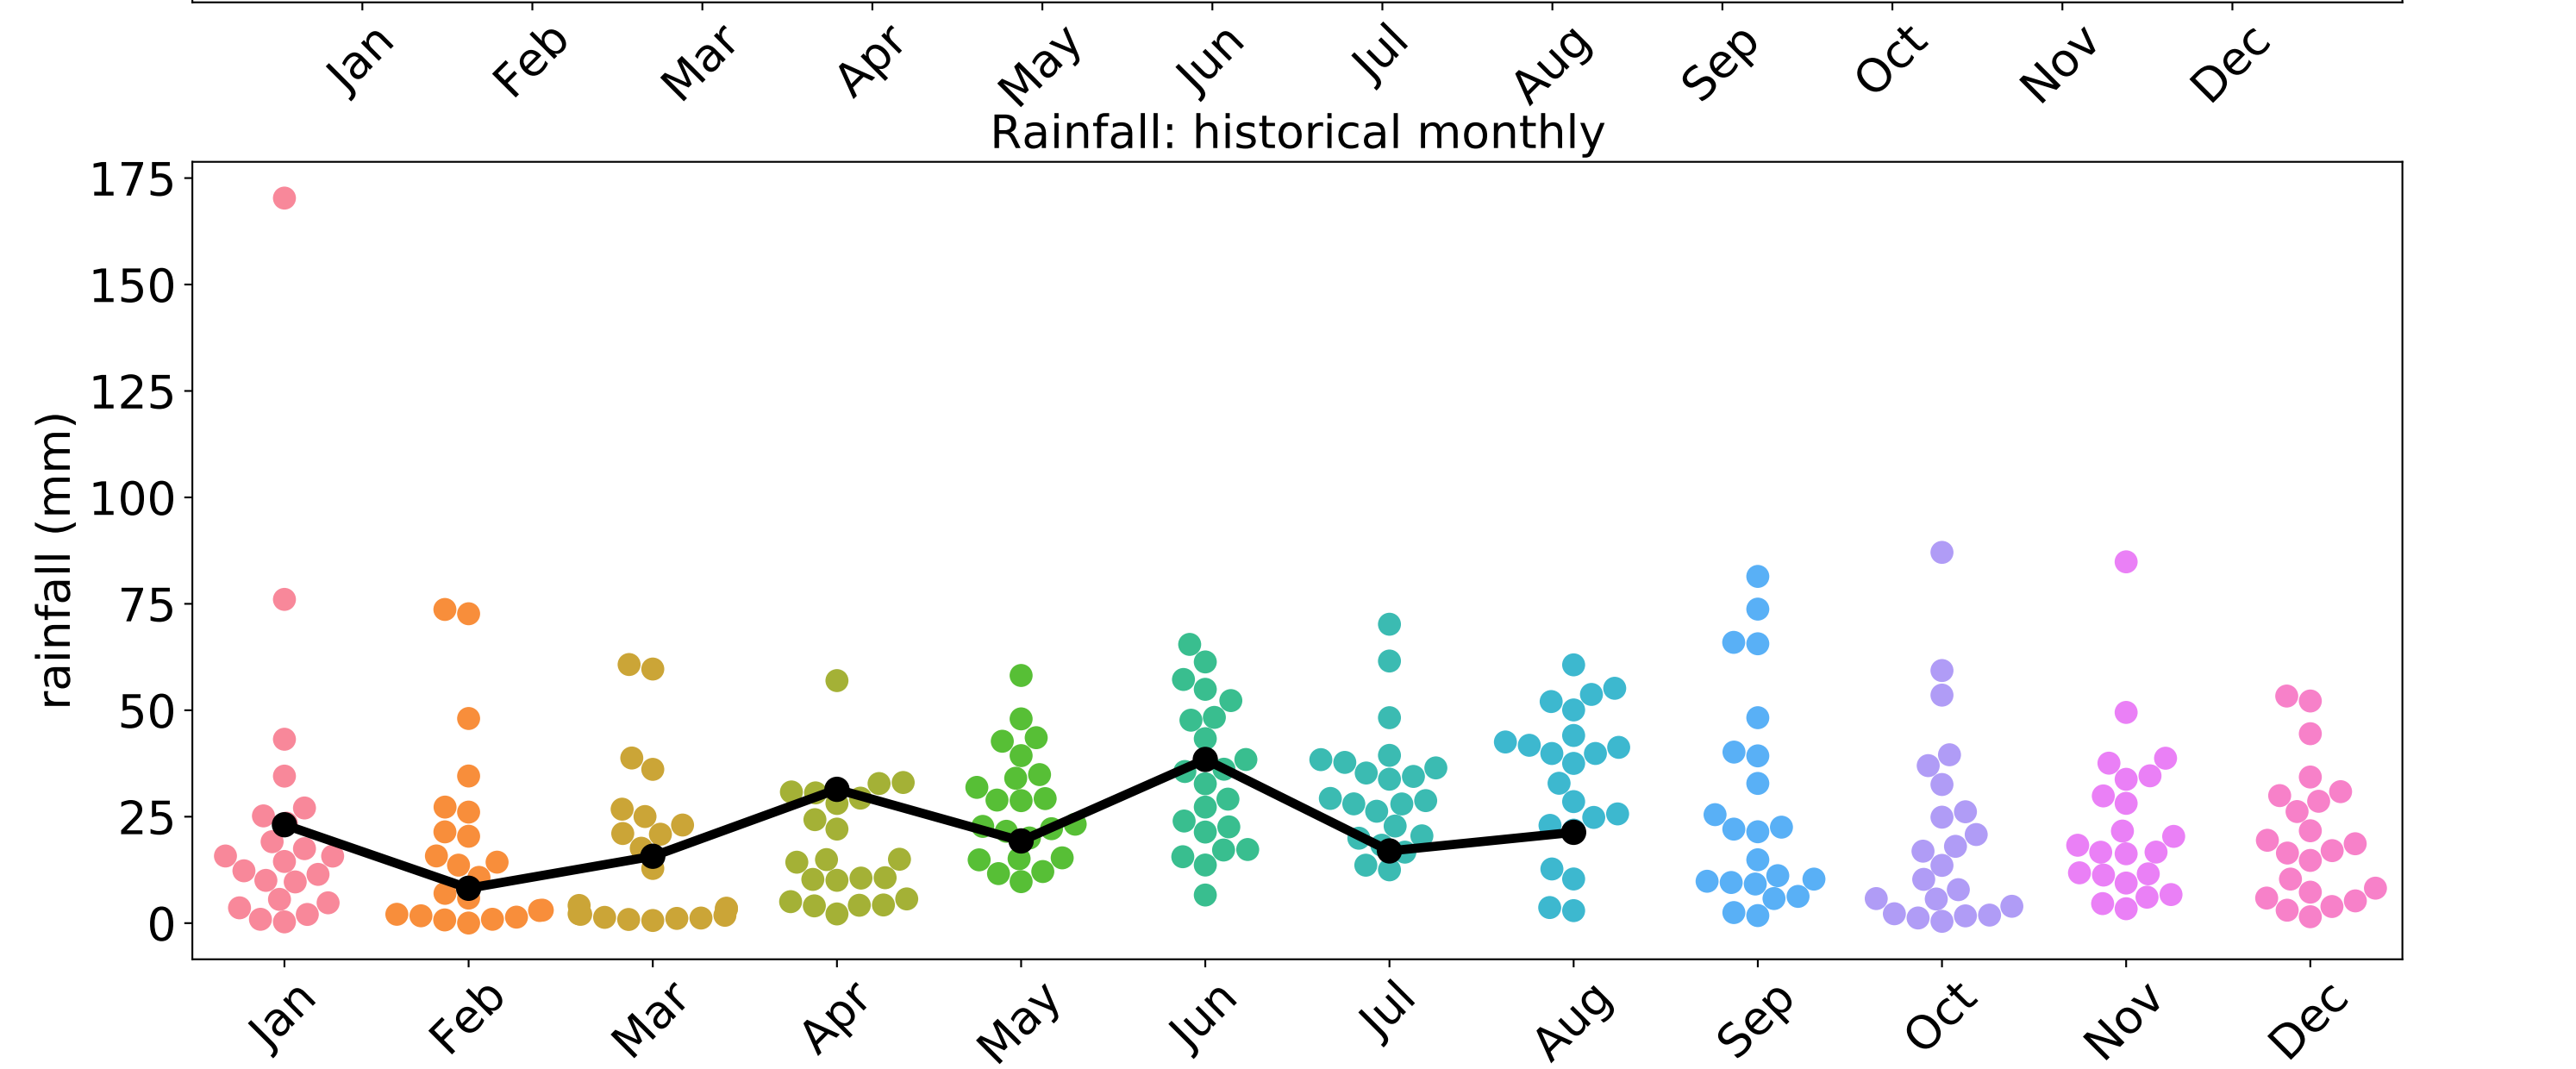 Jan Feb Mar Apr May Jun Jul Aug Sep Oct Nov Dec
Rainfall: historical monthly
175
150
125
100
75
50
25
0
rainfall (mm)
Jan Feb Mar Apr May Jun Jul Aug Sep Oct Nov Dec